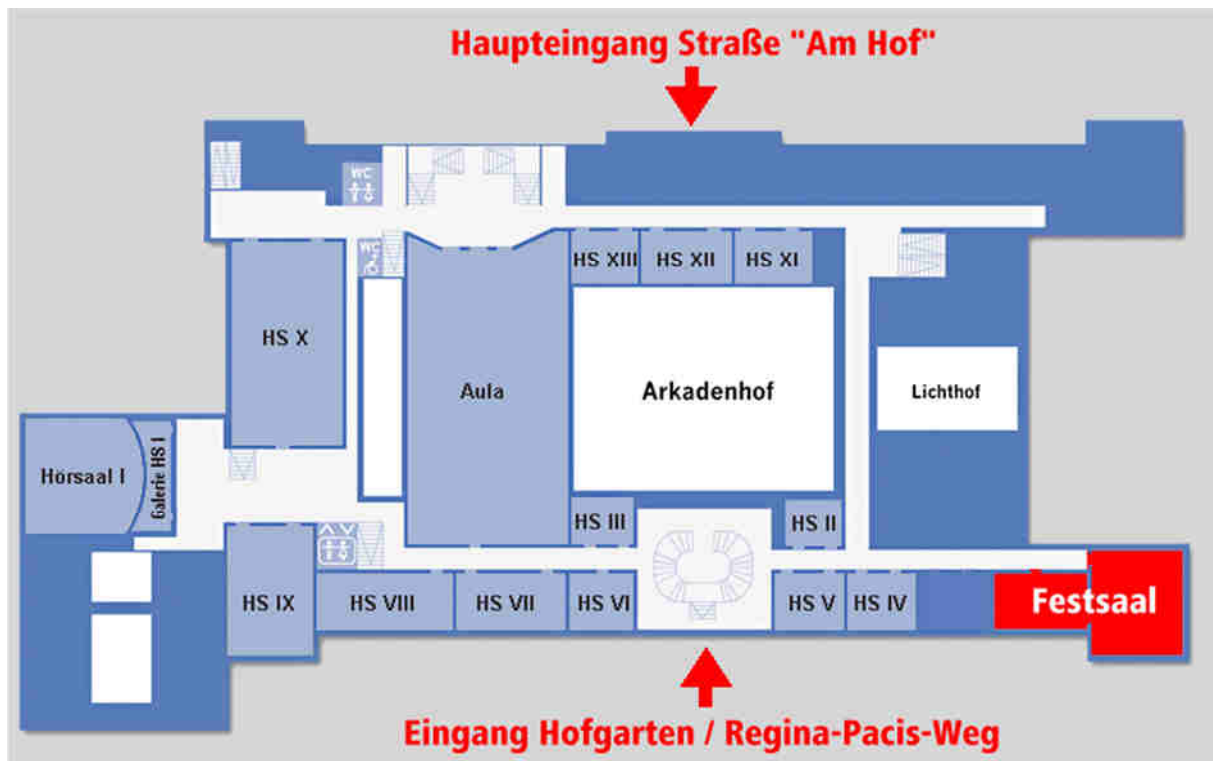 Haupteingang Straße "Am Hof"
WC
WC
HS XIII
HS XII
HS XI
HS X
Aula
Arkadenhof
Lichthof
Hörsaal I
Galerie HS I
HS III
HS II
HS IX
HS VIII
HS VII
HS VI
HS V
HS IV
Festsaal
Eingang Hofgarten / Regina-Pacis-Weg